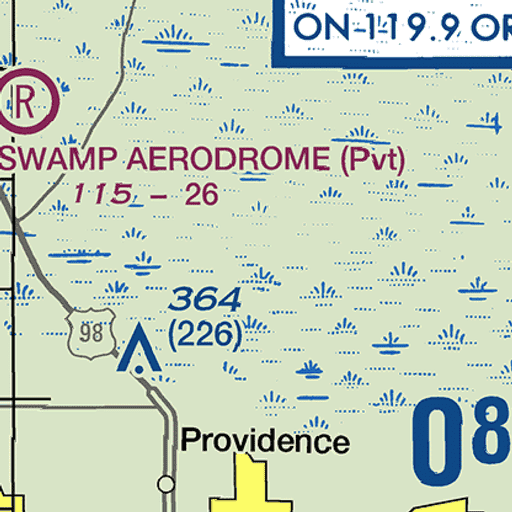 ON 119.9 OR
R
SWAMP AERODROME (Pvt)
115 – 26
364
(226)
98
Providence
08